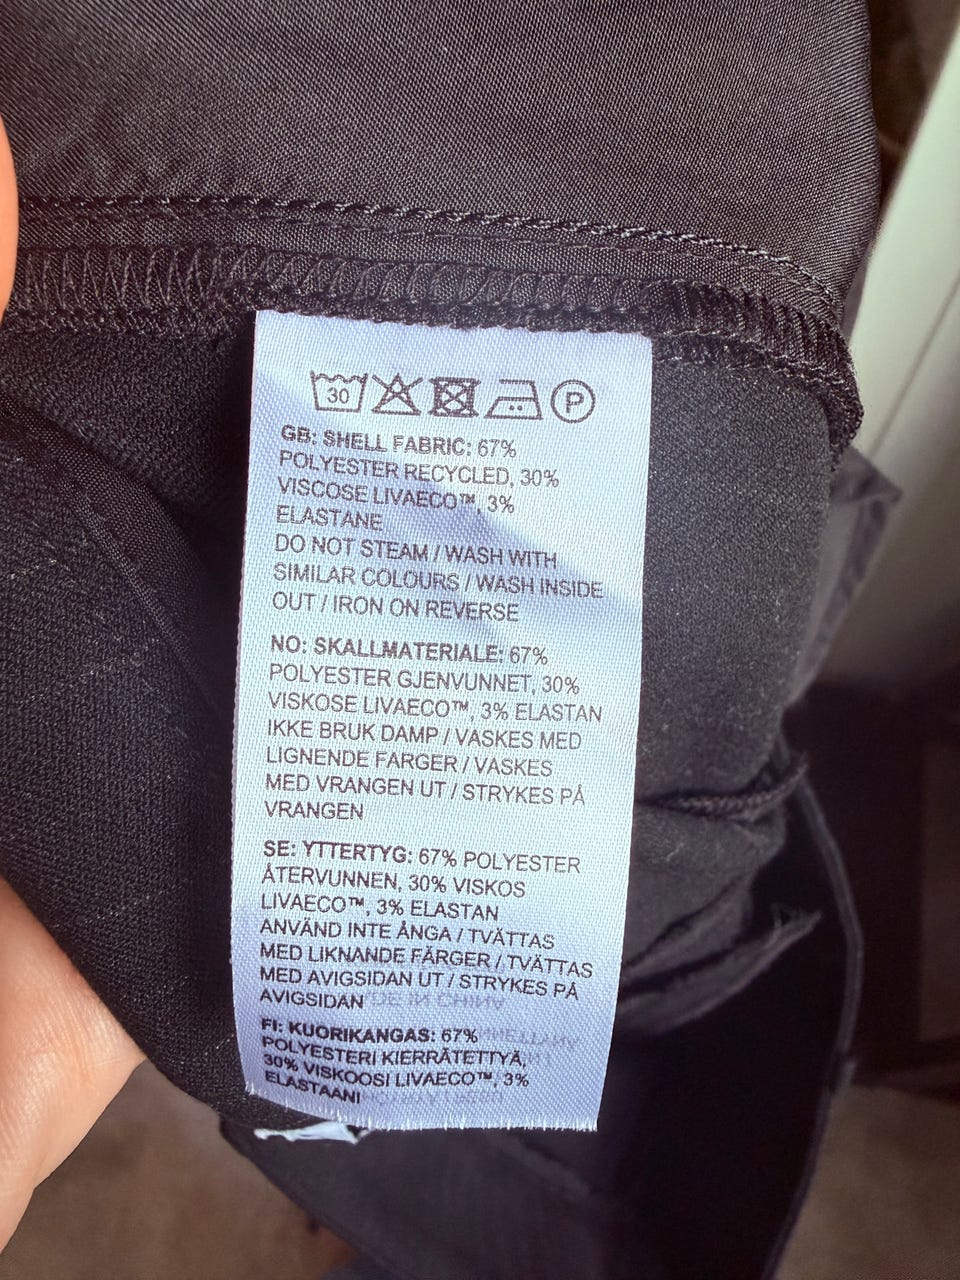 30 P
GB: SHELL FABRIC: 67%
POLYESTER RECYCLED, 30%
VISCOSE LIVAECO™, 3%
ELASTANE
DO NOT STEAM / WASH WITH
SIMILAR COLOURS / WASH INSIDE
OUT / IRON ON REVERSE
NO: SKALLMATERIALE: 67%
POLYESTER GJENVUNNET, 30%
VISKOSE LIVAECO™, 3% ELASTAN
IKKE BRUK DAMP / VASKES MED
LIGNENDE FARGER / VASKES
MED VRANGEN UT / STRYKES PÅ
VRANGEN
SE: YTTERTYG: 67% POLYESTER
ÅTERVUNNEN, 30% VISKOS
LIVAECO™, 3% ELASTAN
ANVÄND INTE ÅNGA / TVÄTTAS
MED LIKNANDE FÄRGER / TVÄTTAS
MED AVIGSIDAN UT / STRYKES PÅ
AVIGSIDAN
FI: KUORIKANGAS: 67%
POLYESTERI KIERRÄTETTYÄ,
30% VISKOOSI LIVAECO™, 3%
ELASTAANI